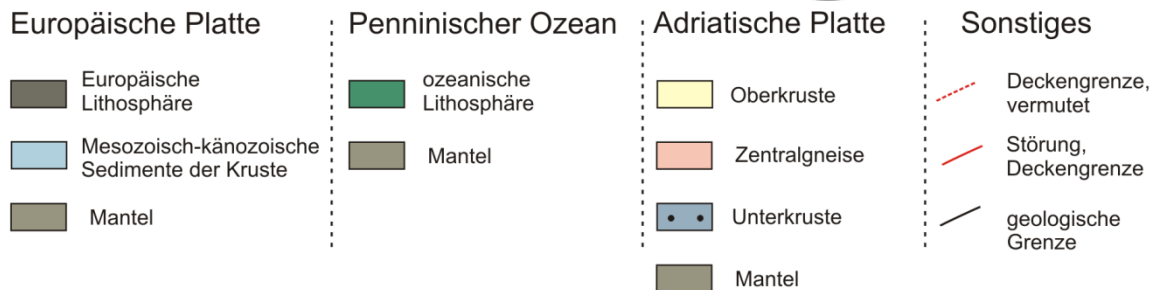 Europäische Platte
Europäische
Lithosphäre
Mesozoisch-känozoische
Sedimente der Kruste
Mantel
Penninischer Ozean
ozeanische
Lithosphäre
Mantel
Adriatische Platte
Oberkruste
Zentralgneise
Unterkruste
Mantel
Sonstiges
Deckengrenze,
vermutet
Störung,
Deckengrenze
geologische
Grenze